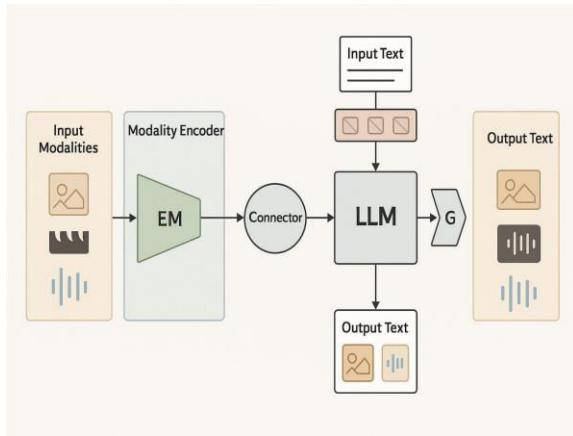 Input Text
Input
Modalities
Modality Encoder
Output Text
EM
Connector
LLM
G
Output Text